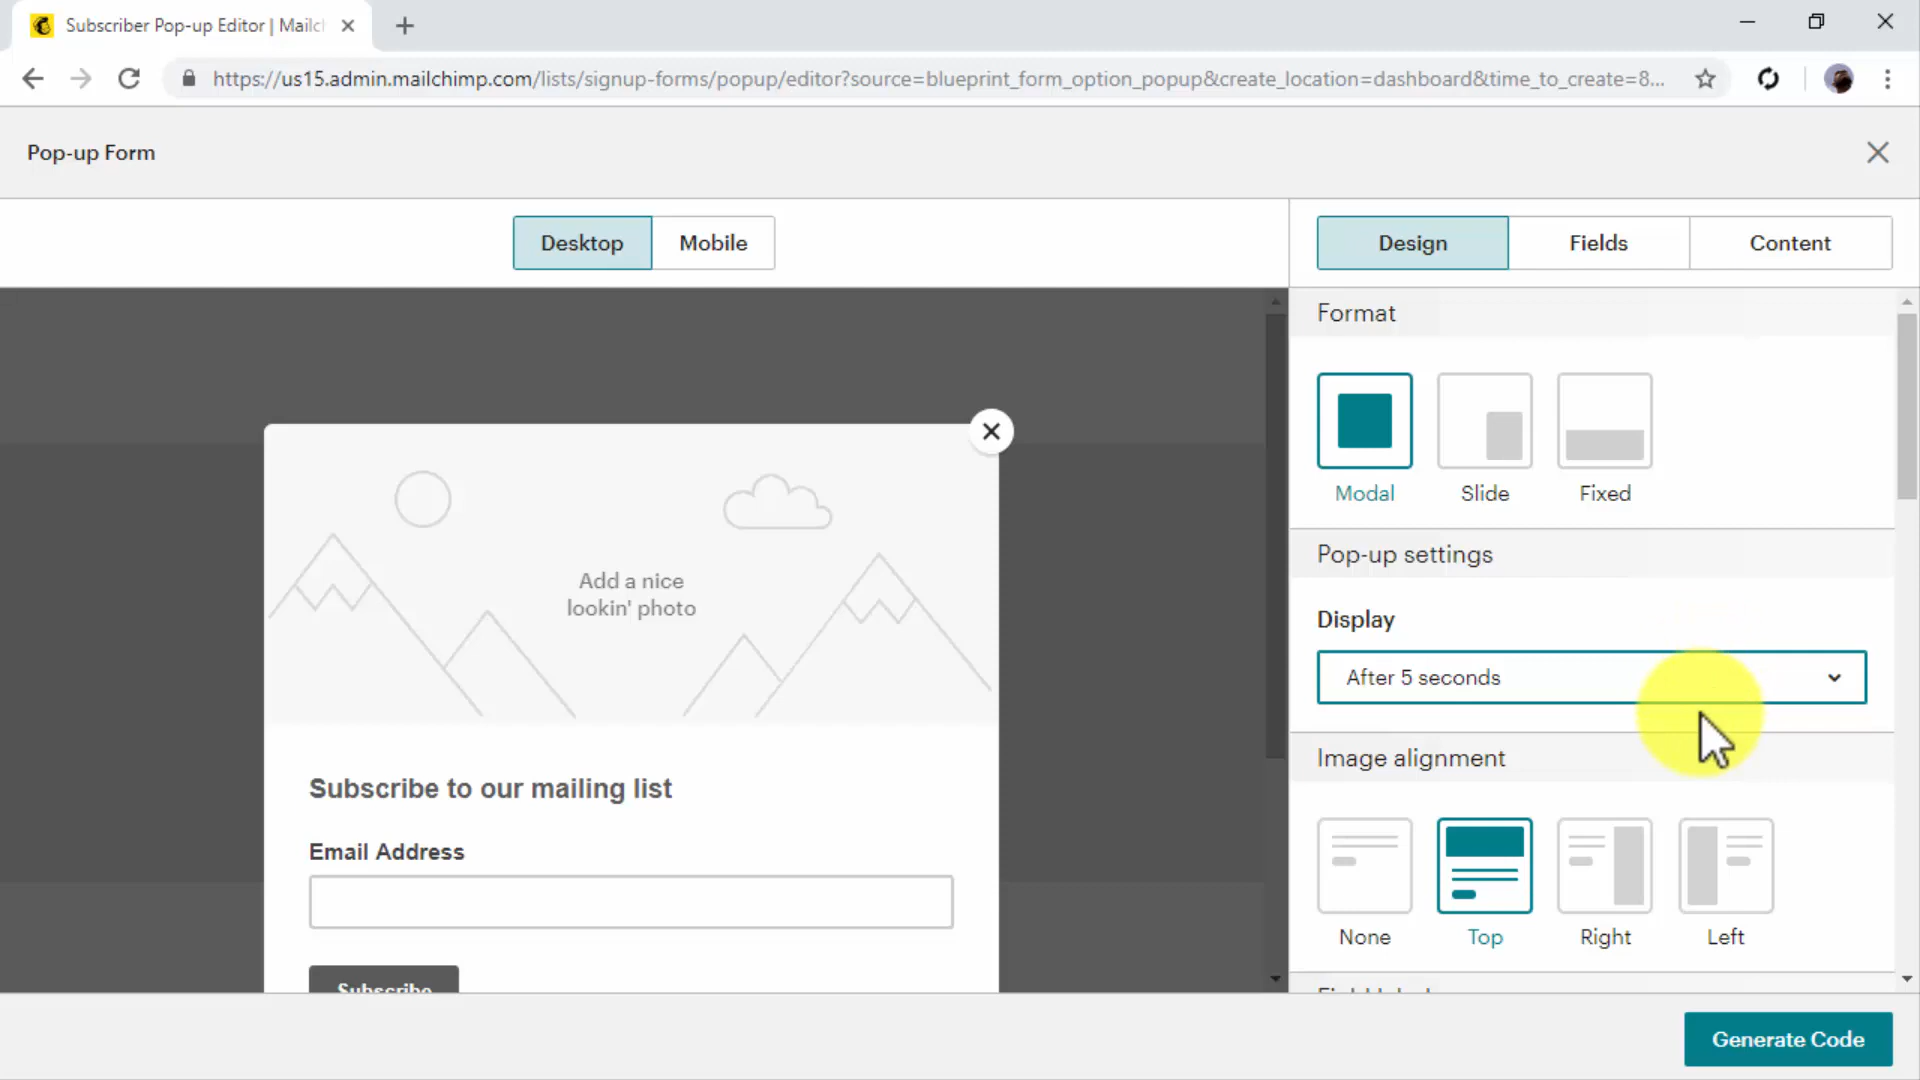 Subscriber Pop-up Editor | Mailc
https://us15.admin.mailchimp.com/lists/signup-forms/popup/editor?source=blueprint_form_option_popup&create_location=dashboard&time_to_create=8...
Pop-up Form
Desktop
Mobile
Design
Fields
Content
Add a nice
lookin' photo
Subscribe to our mailing list
Email Address
Subscribe
Format
Modal
Slide
Fixed
Pop-up settings
Display
After 5 seconds
Image alignment
None
Top
Right
Left
Generate Code